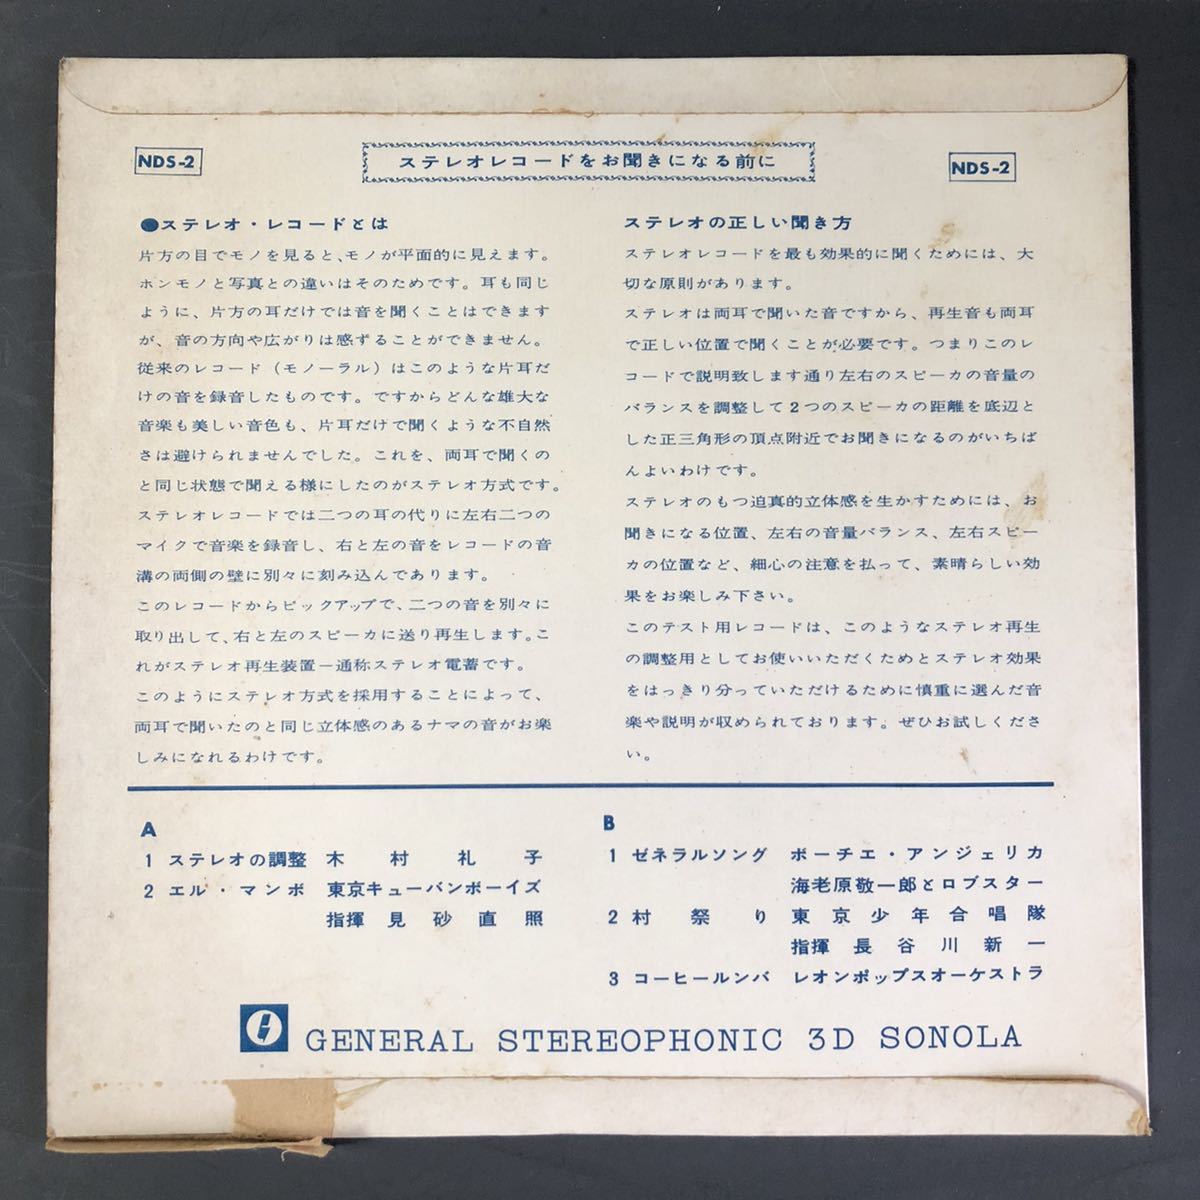 NDS-2
ステレオレコードをお聞きになる前に
NDS-2
●ステレオ・レコードとは
片方の目でモノを見ると、モノが平面的に見えます。
ホンモノと写真との違いはそのためです。耳も同じ
ように、片方の耳だけでは音を聞くことはできます
が、音の方向や広がりは感ずることができません。
従来のレコード（モノーラル）はこのような片耳だ
けの音を録音したものです。ですからどんな雄大な
音楽も美しい音色も、片耳だけで聞くような不自然
さは避けられませんでした。これを、両耳で聞くの
と同じ状態で聞える様にしたのがステレオ方式です。
ステレオレコードでは二つの耳の代りに左右二つの
マイクで音楽を録音し、右と左の音をレコードの音
溝の両側の壁に別々に刻み込んであります。
このレコードからピックアップで、二つの音を別々に
取り出して、右と左のスピーカに送り再生します。こ
れがステレオ再生装置－通称ステレオ電蓄です。
このようにステレオ方式を採用することによって、
両耳で聞いたのと同じ立体感のあるナマの音がお楽
しみになれるわけです。
ステレオの正しい聞き方
ステレオレコードを最も効果的に聞くためには、大
切な原則があります。
ステレオは両耳で聞いた音ですから、再生音も両耳
で正しい位置で聞くことが必要です。つまりこのレ
コードで説明致します通り左右のスピーカの音量の
バランスを調整して2つのスピーカの距離を底辺と
した正三角形の頂点附近でお聞きになるのがいちば
んよいわけです。
ステレオのもつ迫真的立体感を生かすためには、お
聞きになる位置、左右の音量バランス、左右スピー
カの位置など、細心の注意を払って、素晴らしい効
果をお楽しみ下さい。
このテスト用レコードは、このようなステレオ再生
の調整用としてお使いいただくためとステレオ効果
をはっきり分っていただけるために慎重に選んだ音
楽や説明が収められております。ぜひお試しくださ
い。
A
1 ステレオの調整 木村礼子
2 エル・マンボ 東京キューバンボーイズ
指揮 見砂直照
B
1 ゼネラルソング ボーチエ・アンジェリカ
海老原敬一郎とロブスター
2 村祭り 東京少年合唱隊
指揮 長谷川新一
3 コーヒールンバ レオンポップスオーケストラ
GENERAL STEREOPHONIC 3D SONOLA